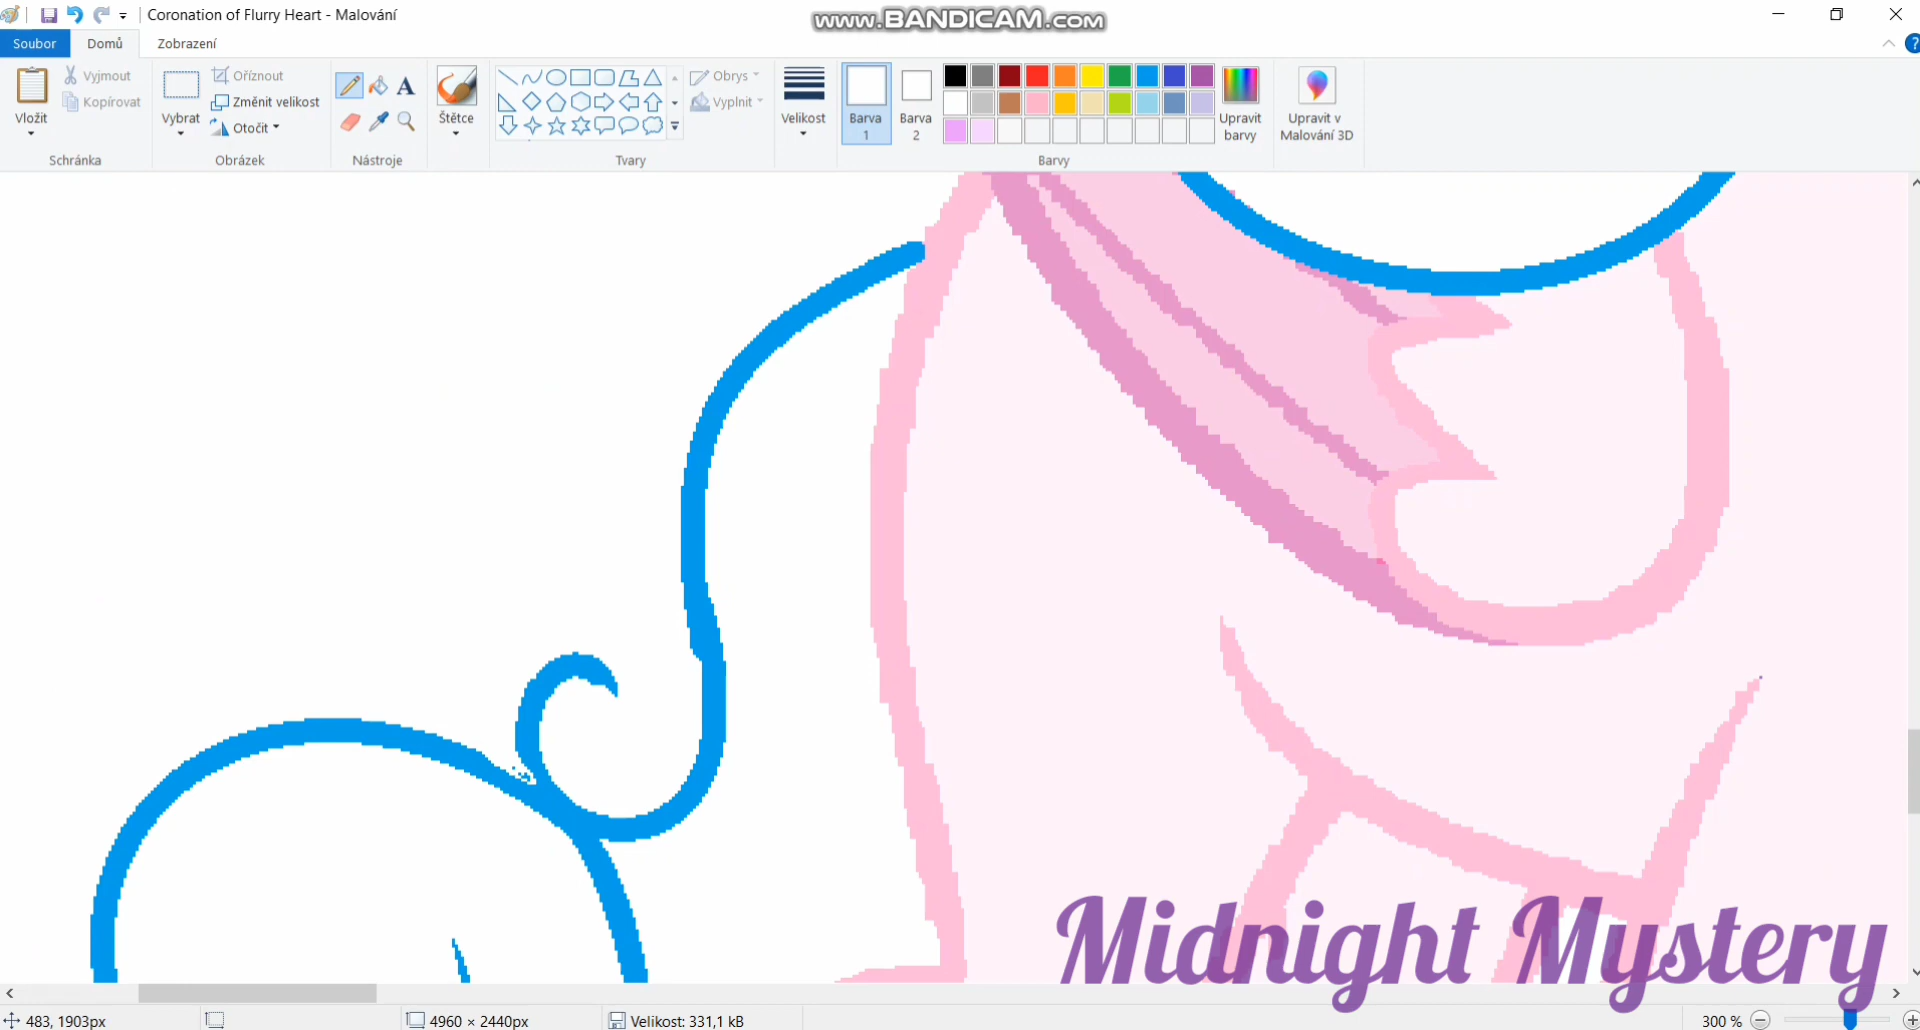 Coronation of Flurry Heart - Malování
www.BANDICAM.com
Soubor Domů Zobrazení
Vložit
Vyjmout
Kopírovat
Schránka
Vybrat
Oříznout
Změnit velikost
Otočit
Obrázek
A
Nástroje
Štětce
Tvary
Obrys
Vyplnit
Velikost
Barva
1
Barva
2
Barvy
Upravit
barvy
Upravit v
Malování 3D
?
Midnight Mystery
483, 1903px
4960 × 2440px
Velikost: 331,1 kB
300 %